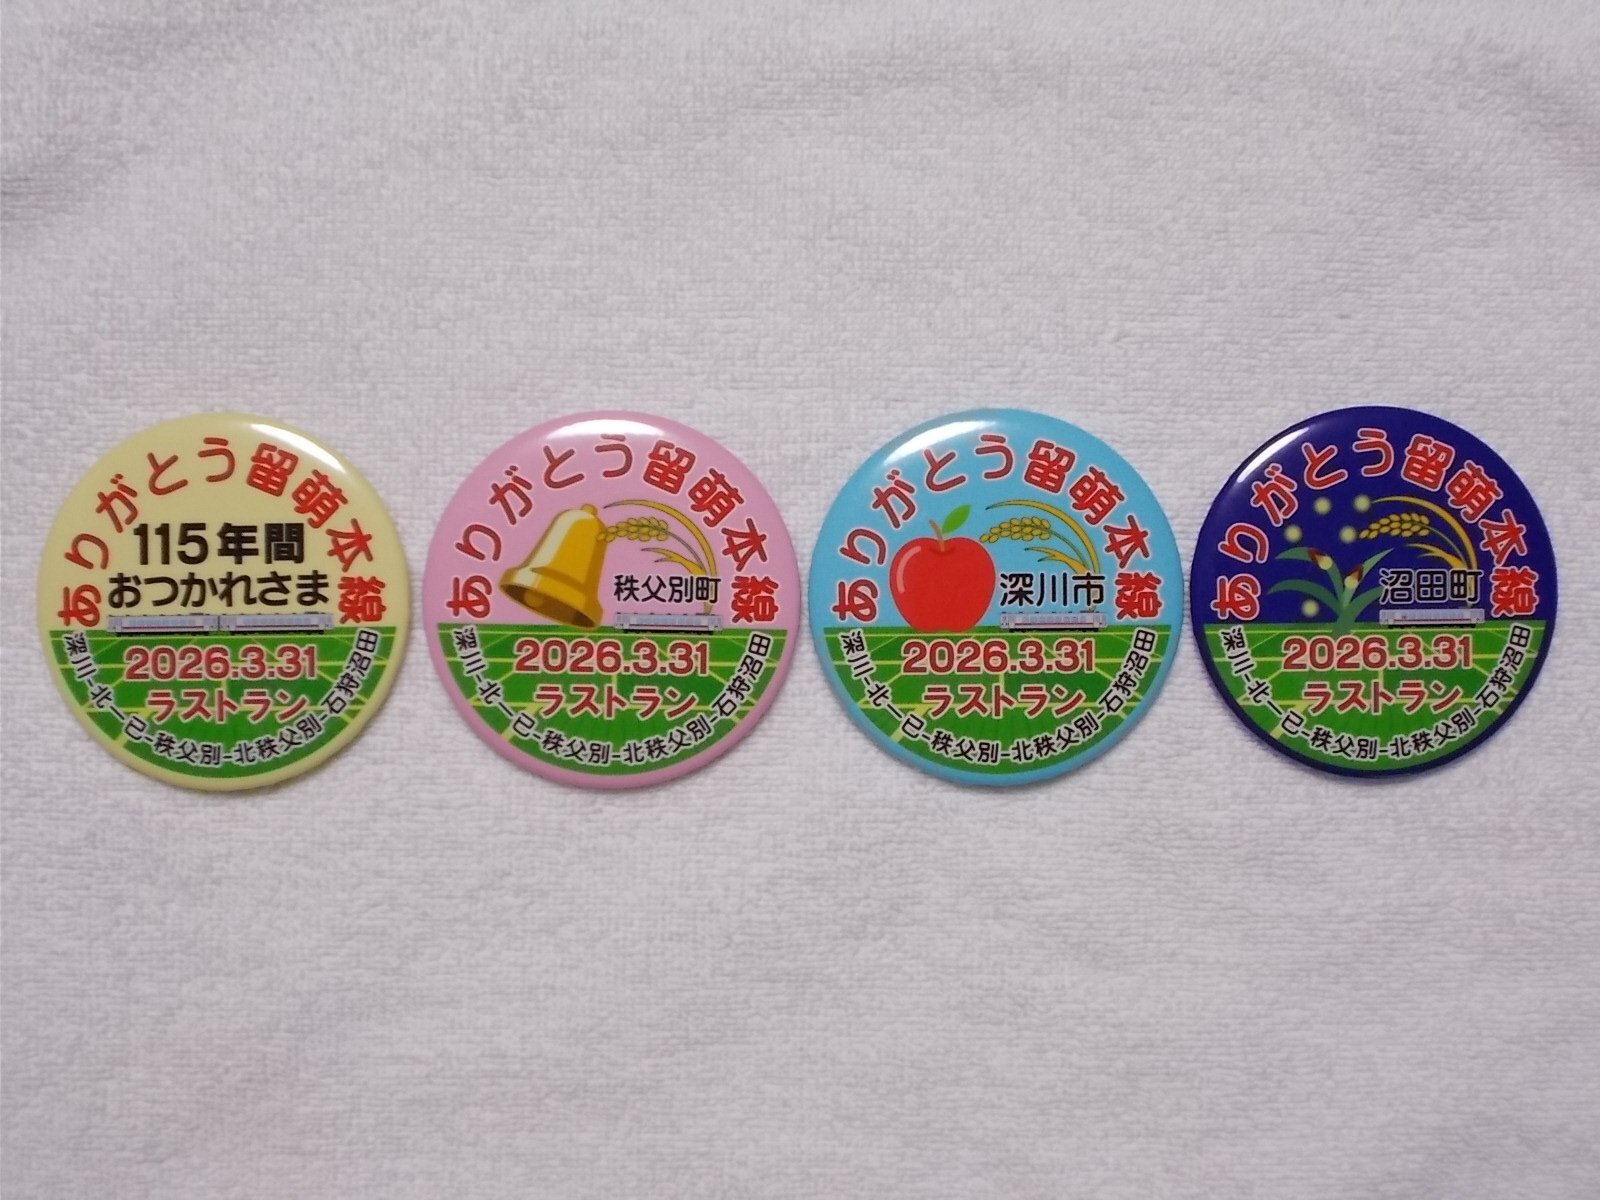 ありがとう留萌本線
115年間
おつかれさま
2026.3.31
ラストラン
深川-北一已-秩父別-北秩父別-石狩沼田
ありがとう留萌本線
秩父別町
2026.3.31
ラストラン
深川-北一已-秩父別-北秩父別-石狩沼田
ありがとう留萌本線
深川市
2026.3.31
ラストラン
深川-北一已-秩父別-北秩父別-石狩沼田
ありがとう留萌本線
沼田町
2026.3.31
ラストラン
深川-北一已-秩父別-北秩父別-石狩沼田